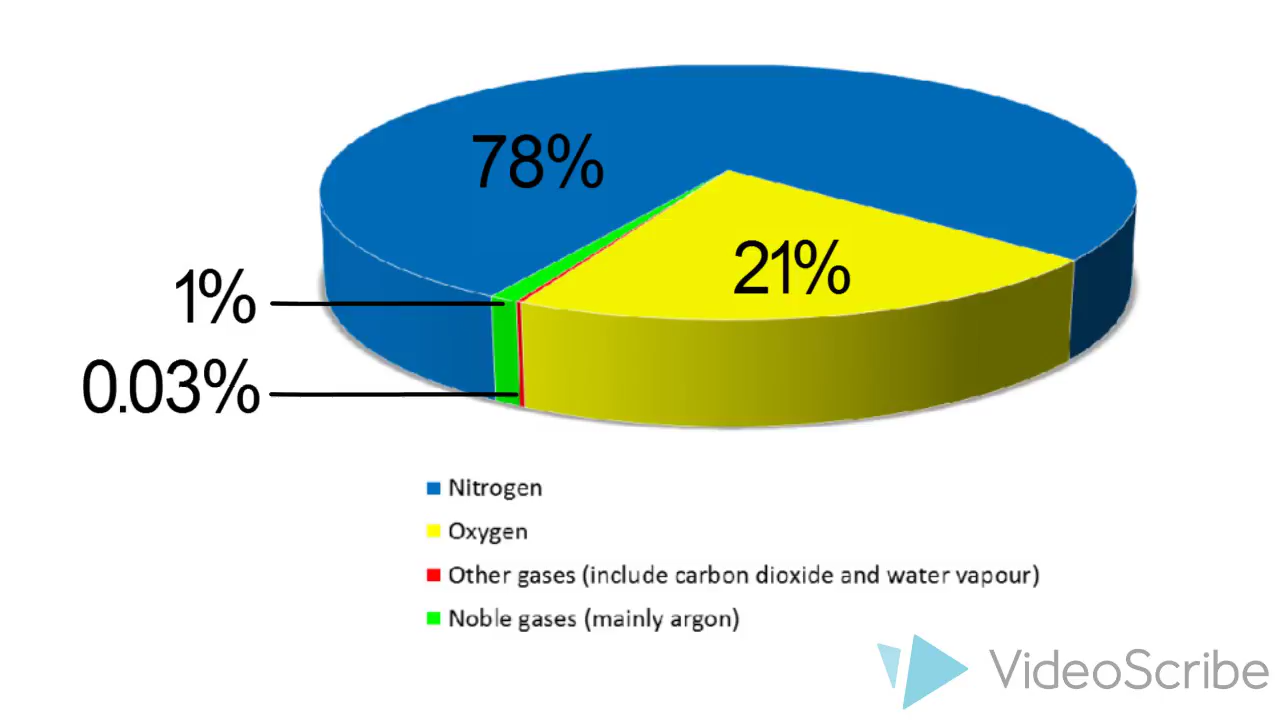 78%
21%
1%
0.03%
Nitrogen
Oxygen
Other gases (include carbon dioxide and water vapour)
Noble gases (mainly argon)
VideoScribe